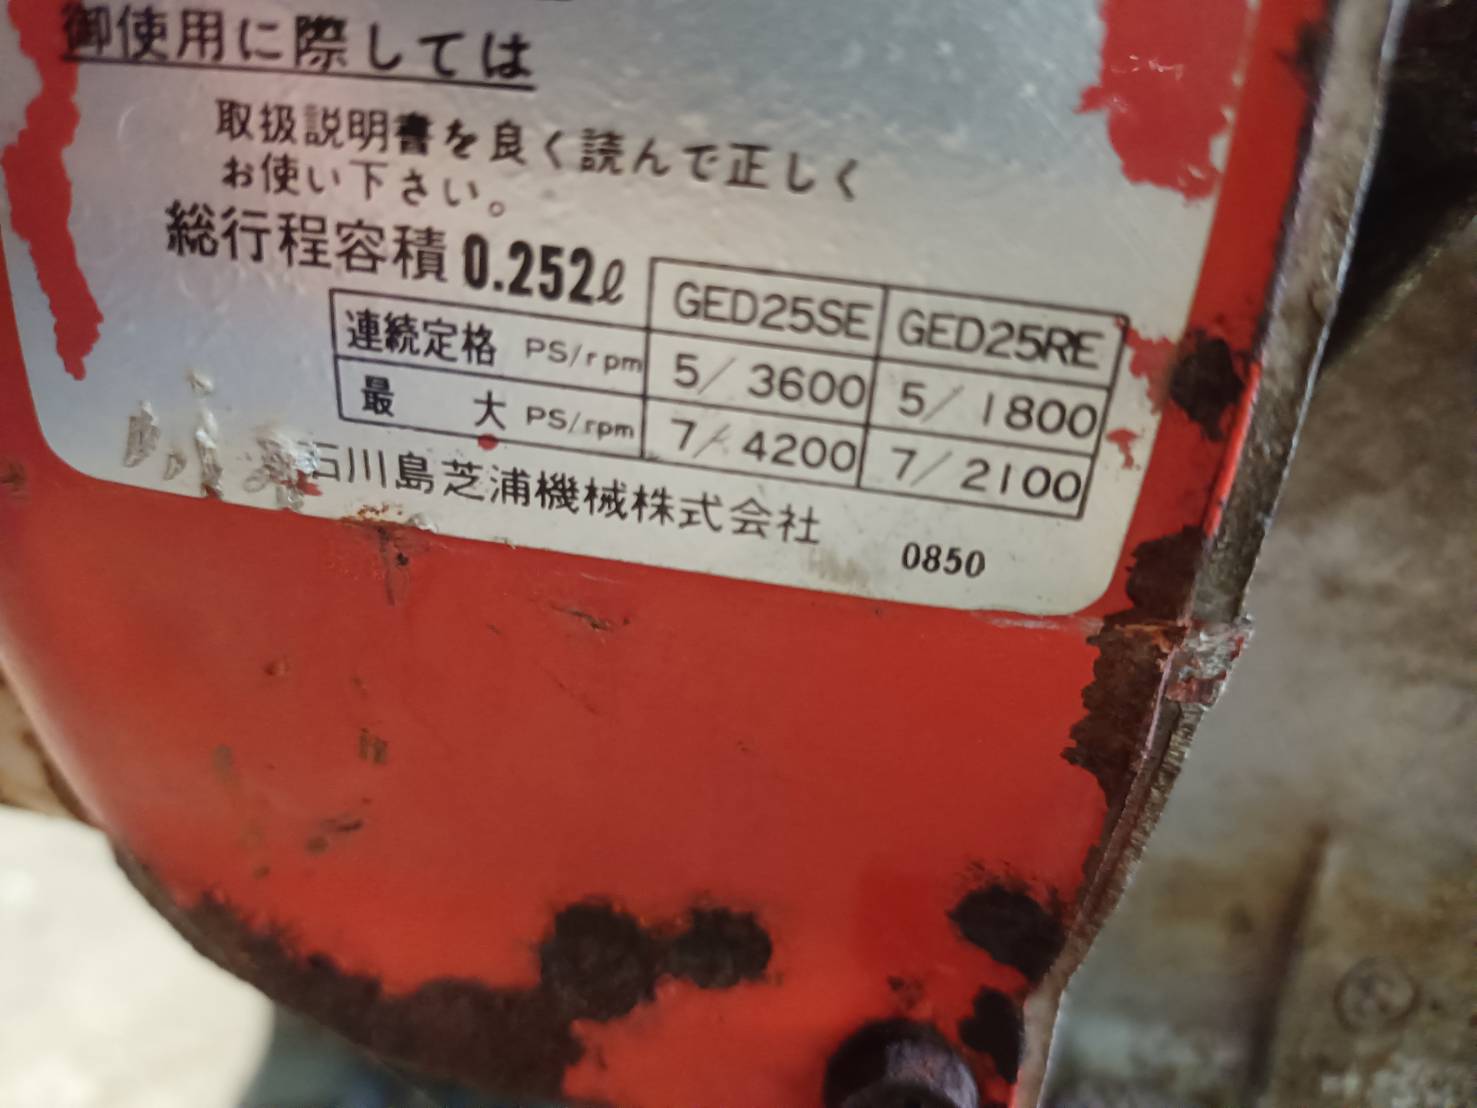 御使用に際しては
取扱説明書を良く読んで正しく
お使い下さい。
総行程容積 0.252ℓ
GED25SE GED25RE
連続定格 PS/rpm 5/3600 5/1800
最大 PS/rpm 7/4200 7/2100
石川島芝浦機械株式会社
0850